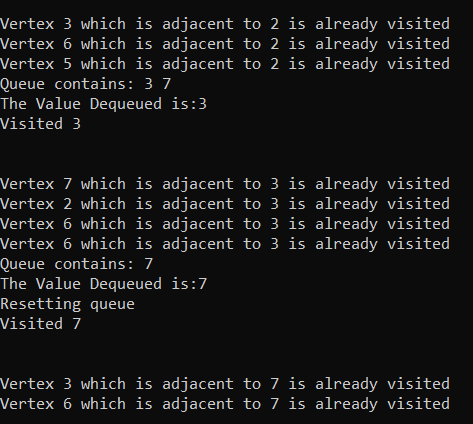 Vertex 3 which is adjacent to 2 is already visited
Vertex 6 which is adjacent to 2 is already visited
Vertex 5 which is adjacent to 2 is already visited
Queue contains: 3 7
The Value Dequeued is:3
Visited 3
Vertex 7 which is adjacent to 3 is already visited
Vertex 2 which is adjacent to 3 is already visited
Vertex 6 which is adjacent to 3 is already visited
Vertex 6 which is adjacent to 3 is already visited
Queue contains: 7
The Value Dequeued is:7
Resetting queue
Visited 7
Vertex 3 which is adjacent to 7 is already visited
Vertex 6 which is adjacent to 7 is already visited